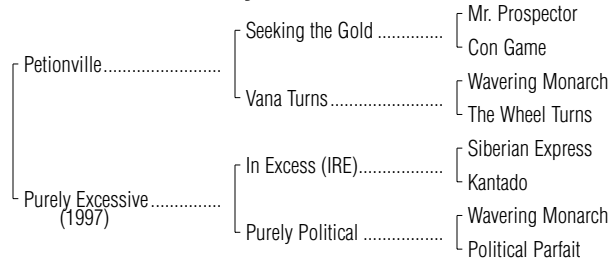 Mr. Prospector
Seeking the Gold ..............
Con Game
Petionville........................
Wavering Monarch
Vana Turns.......................
The Wheel Turns
Siberian Express
In Excess (IRE)..................
Kantado
Purely Excessive...............
(1997)
Wavering Monarch
Purely Political .................
Political Parfait